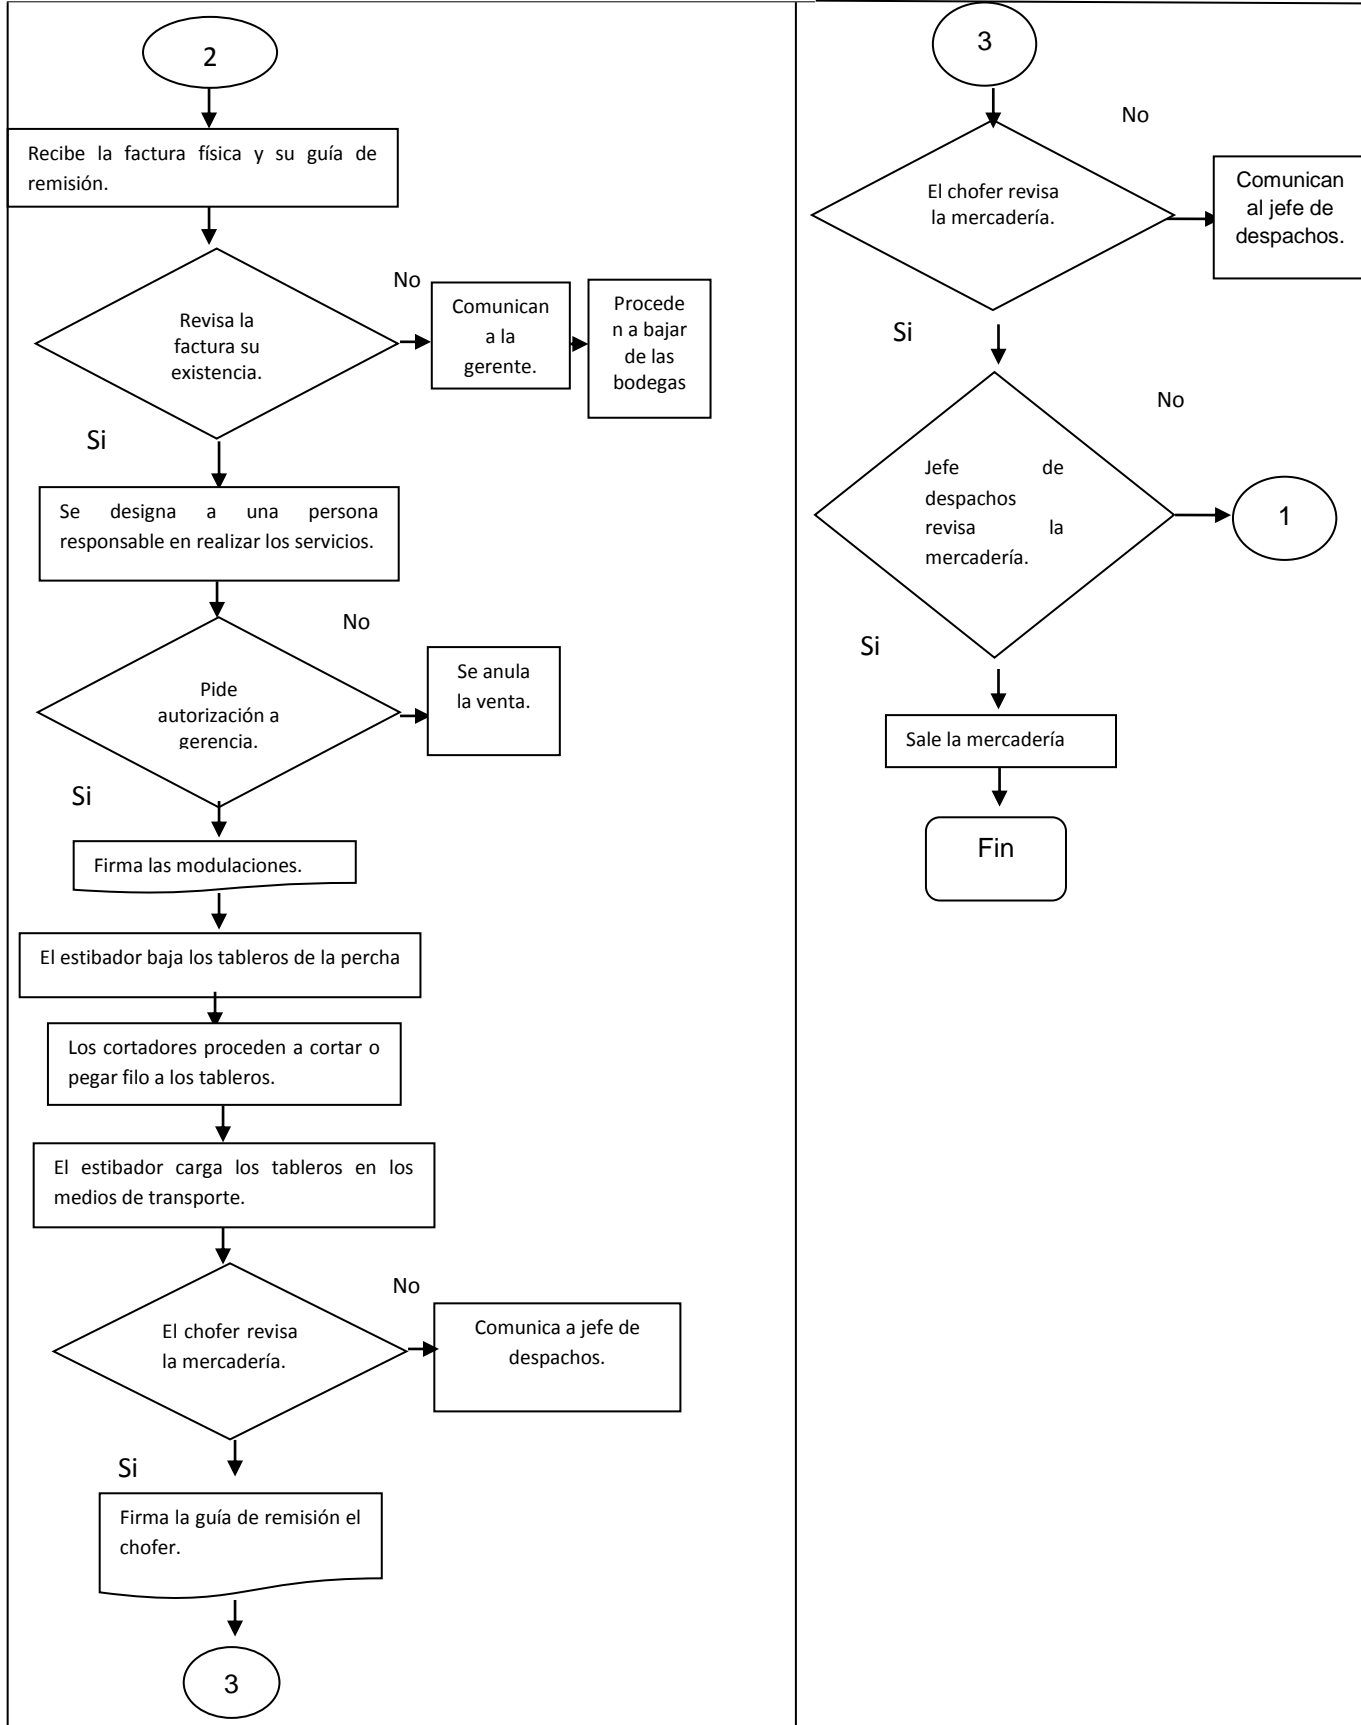 2
Recibe la factura física y su guía de
remisión.
Revisa la
factura su
existencia.
No
Comunican
a la
gerente.
Procede
n a bajar
de las
bodegas
Si
Se designa a una persona
responsable en realizar los servicios.
Pide
autorización a
gerencia.
No
Se anula
la venta.
Si
Firma las modulaciones.
El estibador baja los tableros de la percha
Los cortadores proceden a cortar o
pegar filo a los tableros.
El estibador carga los tableros en los
medios de transporte.
El chofer revisa
la mercadería.
No
Comunica a jefe de
despachos.
Si
Firma la guía de remisión el
chofer.
3
3
El chofer revisa
la mercadería.
No
Comunican
al jefe de
despachos.
Si
Jefe de
despachos
revisa la
mercadería.
No
1
Si
Sale la mercadería
Fin